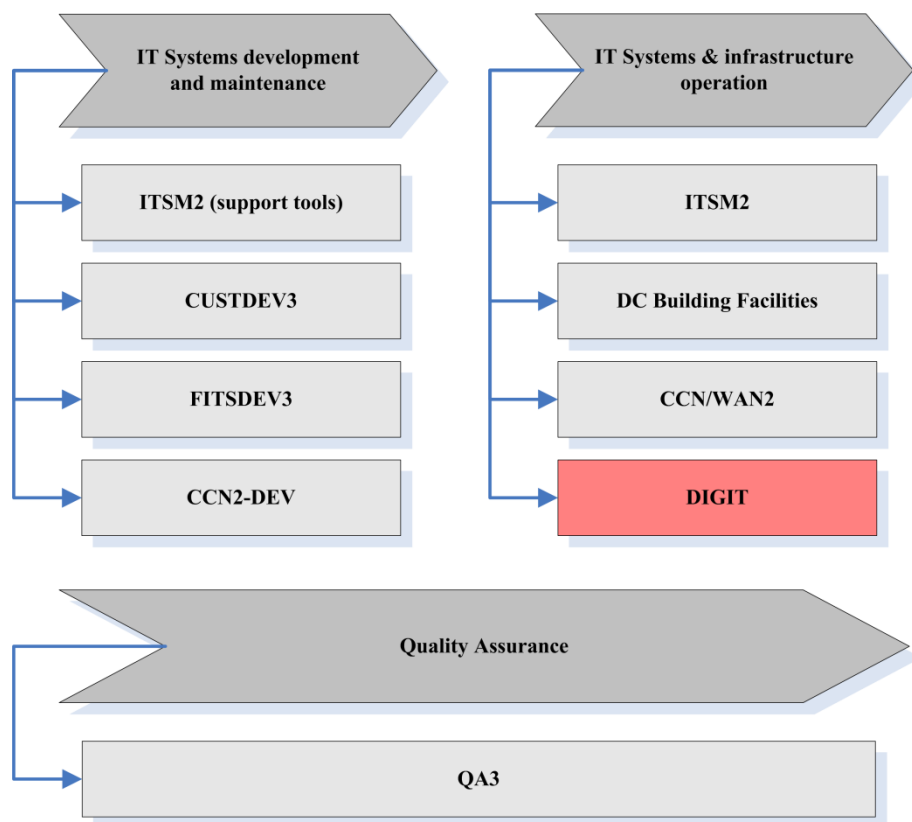 IT Systems development
and maintenance
ITSM2 (support tools)
CUSTDEV3
FITSDEV3
CCN2-DEV
IT Systems & infrastructure
operation
ITSM2
DC Building Facilities
CCN/WAN2
DIGIT
Quality Assurance
QA3